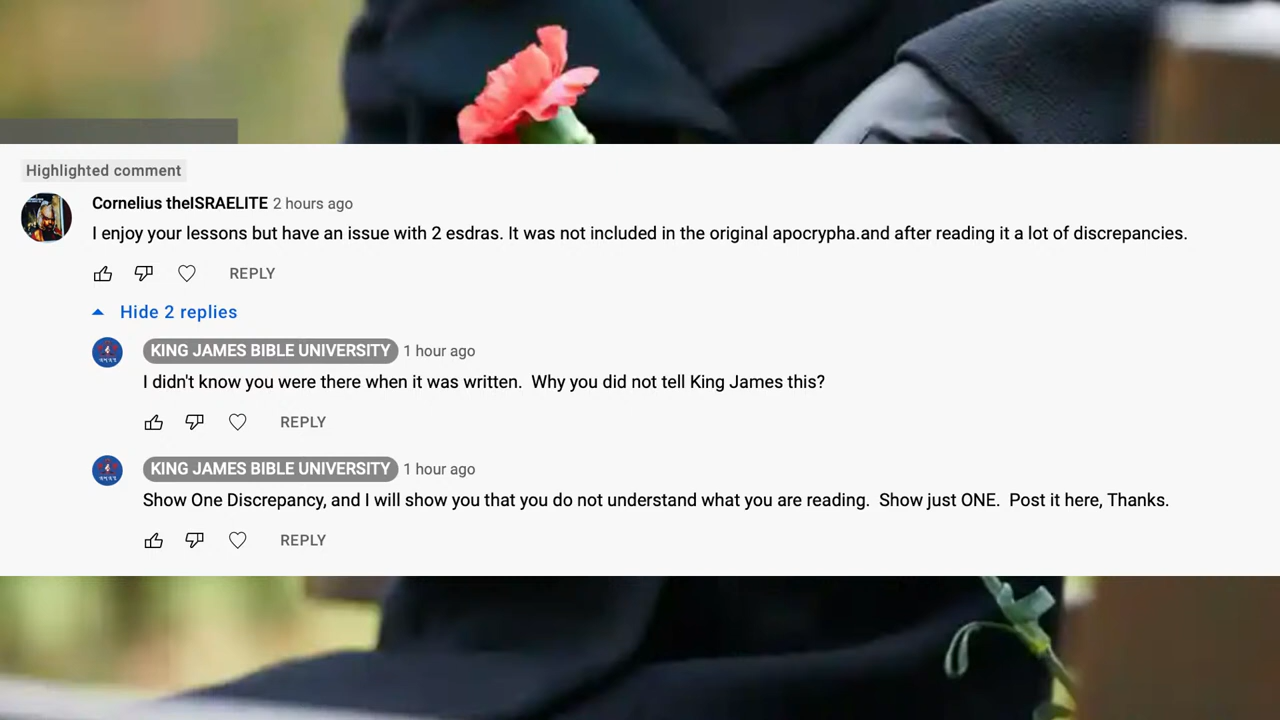 Highlighted comment
Cornelius theISRAELITE 2 hours ago
I enjoy your lessons but have an issue with 2 esdras. It was not included in the original apocrypha.and after reading it a lot of discrepancies.
REPLY
Hide 2 replies
KING JAMES BIBLE UNIVERSITY 1 hour ago
I didn't know you were there when it was written.  Why you did not tell King James this?
REPLY
KING JAMES BIBLE UNIVERSITY 1 hour ago
Show One Discrepancy, and I will show you that you do not understand what you are reading.  Show just ONE.  Post it here, Thanks.
REPLY